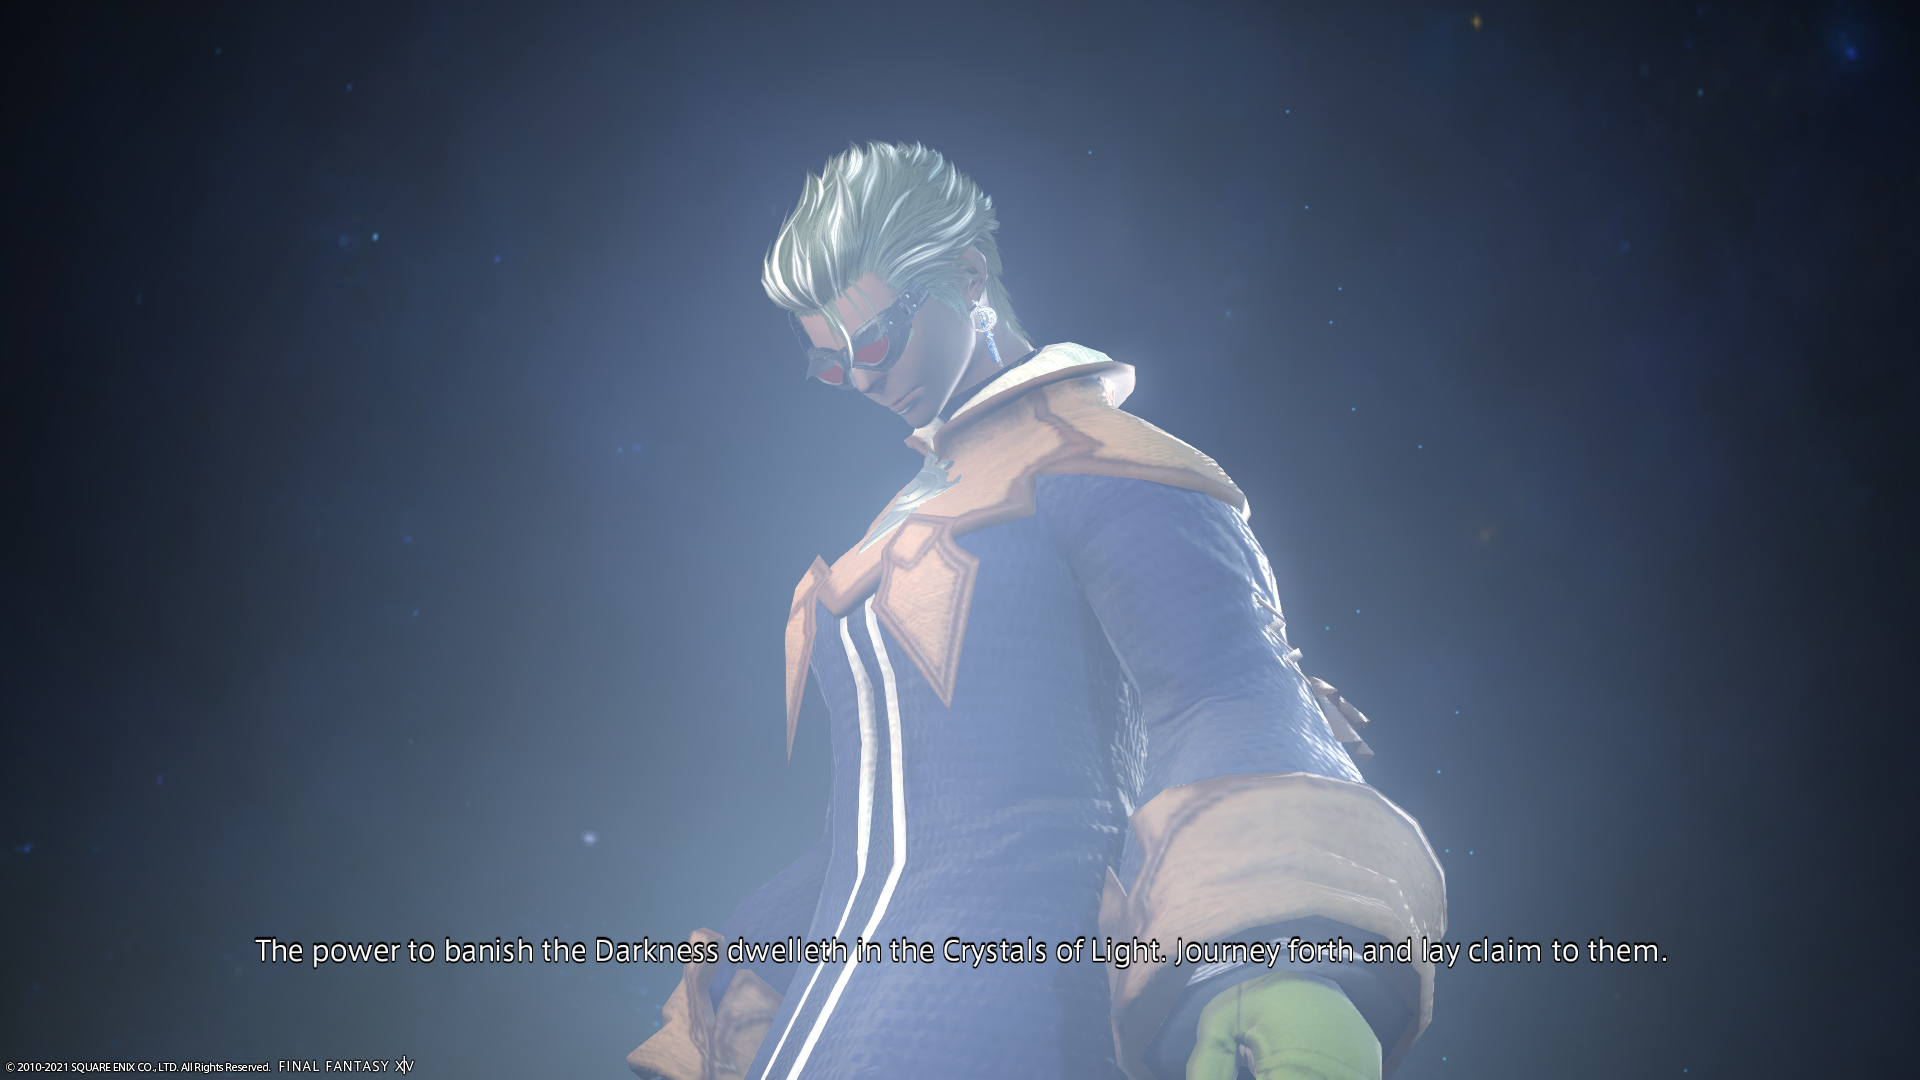 The power to banish the Darkness dwelleth in the Crystals of Light. Journey forth and lay claim to them.
© 2010-2021 SQUARE ENIX CO., LTD. All Rights Reserved. FINAL FANTASY XIV